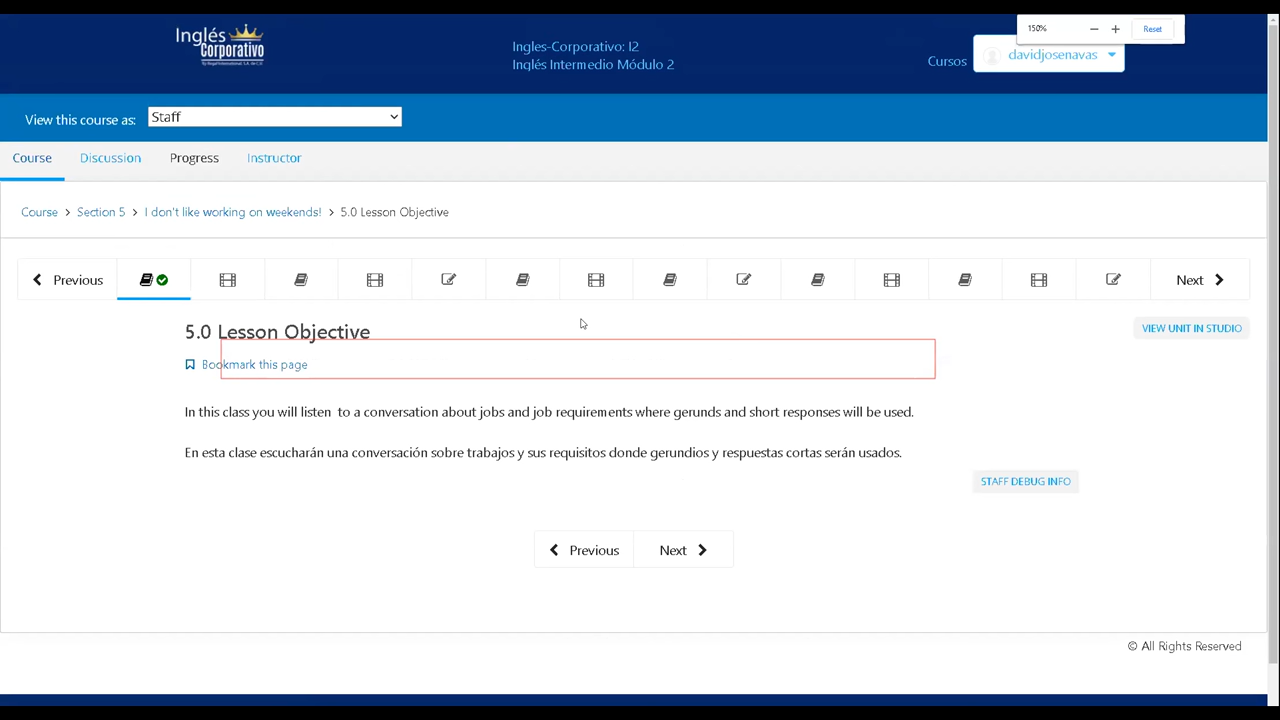 150%
Reset
Inglés
Corporativo
Ingles-Corporativo: I2
Inglés Intermedio Módulo 2
Cursos
davidjosenavas
View this course as:
Staff
Course
Discussion
Progress
Instructor
Course > Section 5 > I don't like working on weekends! > 5.0 Lesson Objective
Previous
Next
5.0 Lesson Objective
VIEW UNIT IN STUDIO
Bookmark this page
In this class you will listen to a conversation about jobs and job requirements where gerunds and short responses will be used.
En esta clase escucharán una conversación sobre trabajos y sus requisitos donde gerundios y respuestas cortas serán usados.
STAFF DEBUG INFO
Previous
Next
© All Rights Reserved